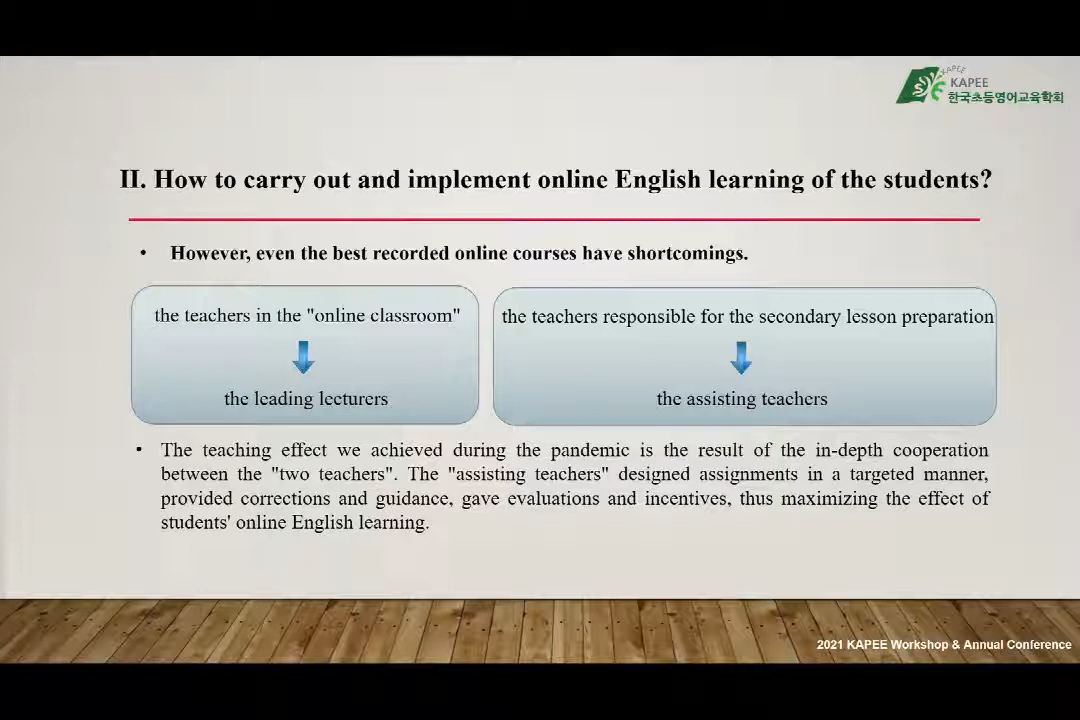 KAPEE
KAPEE
한국초등영어교육학회
II. How to carry out and implement online English learning of the students?
• However, even the best recorded online courses have shortcomings.
the teachers in the "online classroom"
the leading lecturers
the teachers responsible for the secondary lesson preparation
the assisting teachers
• The teaching effect we achieved during the pandemic is the result of the in-depth cooperation
between the "two teachers". The "assisting teachers" designed assignments in a targeted manner,
provided corrections and guidance, gave evaluations and incentives, thus maximizing the effect of
students' online English learning.
2021 KAPEE Workshop & Annual Conference